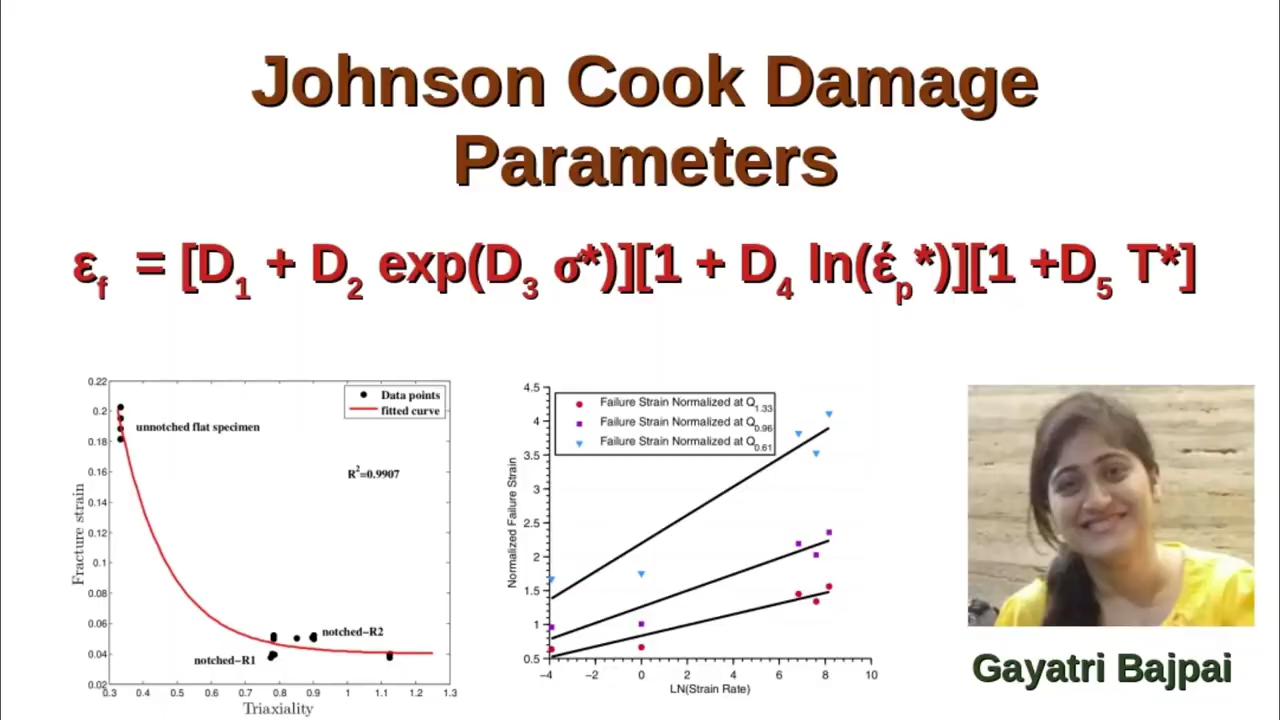 Johnson Cook Damage
Parameters
εf = [D1 + D2 exp(D3 σ*)][1 + D4 ln(ἐp*)][1 +D5 T*]
0.22
0.2
0.18
0.16
0.14
0.12
0.1
0.08
0.06
0.04
0.02
0.3 0.4 0.5 0.6 0.7 0.8 0.9 1 1.1 1.2 1.3
Fracture strain
Triaxiality
Data points
fitted curve
unnotched flat specimen
R2=0.9907
notched-R2
notched-R1
4.5
4
3.5
3
2.5
2
1.5
1
0.5
-4 -2 0 2 4 6 8 10
Normalized Failure Strain
LN(Strain Rate)
Failure Strain Normalized at Q1.33
Failure Strain Normalized at Q0.96
Failure Strain Normalized at Q0.61
Gayatri Bajpai